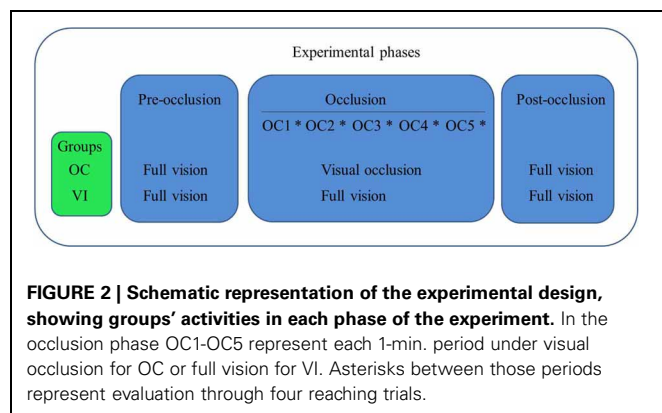 Experimental phases
Pre-occlusion Occlusion Post-occlusion
OC1 * OC2 * OC3 * OC4 * OC5 *
Groups
OC Full vision Visual occlusion Full vision
VI Full vision Full vision Full vision
FIGURE 2 | Schematic representation of the experimental design,
showing groups' activities in each phase of the experiment. In the
occlusion phase OC1-OC5 represent each 1-min. period under visual
occlusion for OC or full vision for VI. Asterisks between those periods
represent evaluation through four reaching trials.